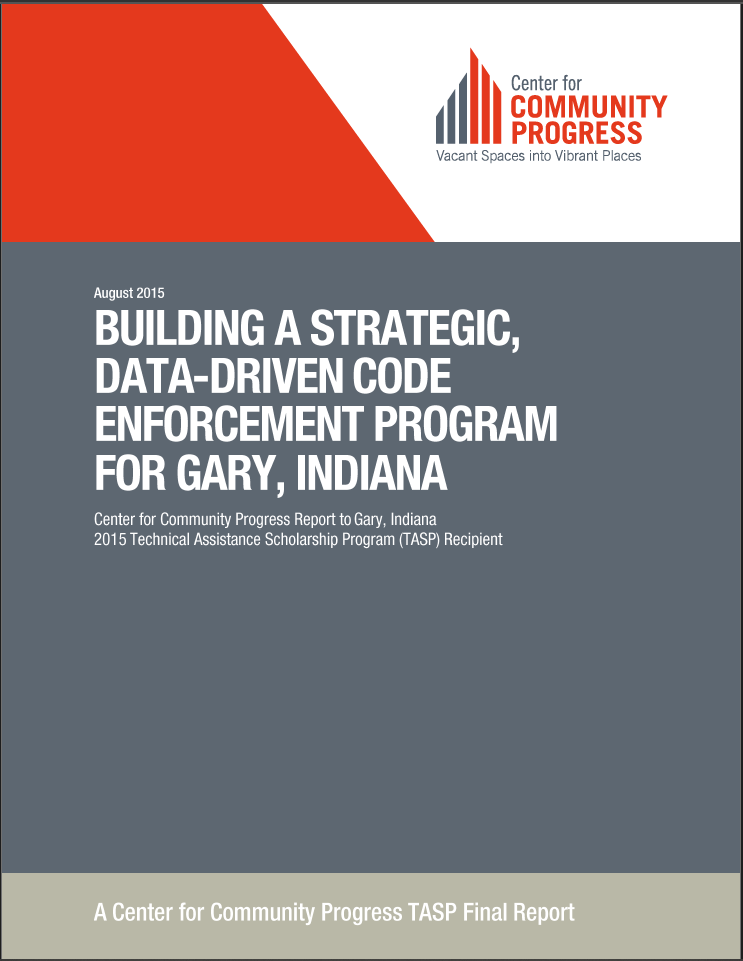 Center for
COMMUNITY
PROGRESS
Vacant Spaces into Vibrant Places
August 2015
BUILDING A STRATEGIC,
DATA-DRIVEN CODE
ENFORCEMENT PROGRAM
FOR GARY, INDIANA
Center for Community Progress Report to Gary, Indiana
2015 Technical Assistance Scholarship Program (TASP) Recipient
A Center for Community Progress TASP Final Report